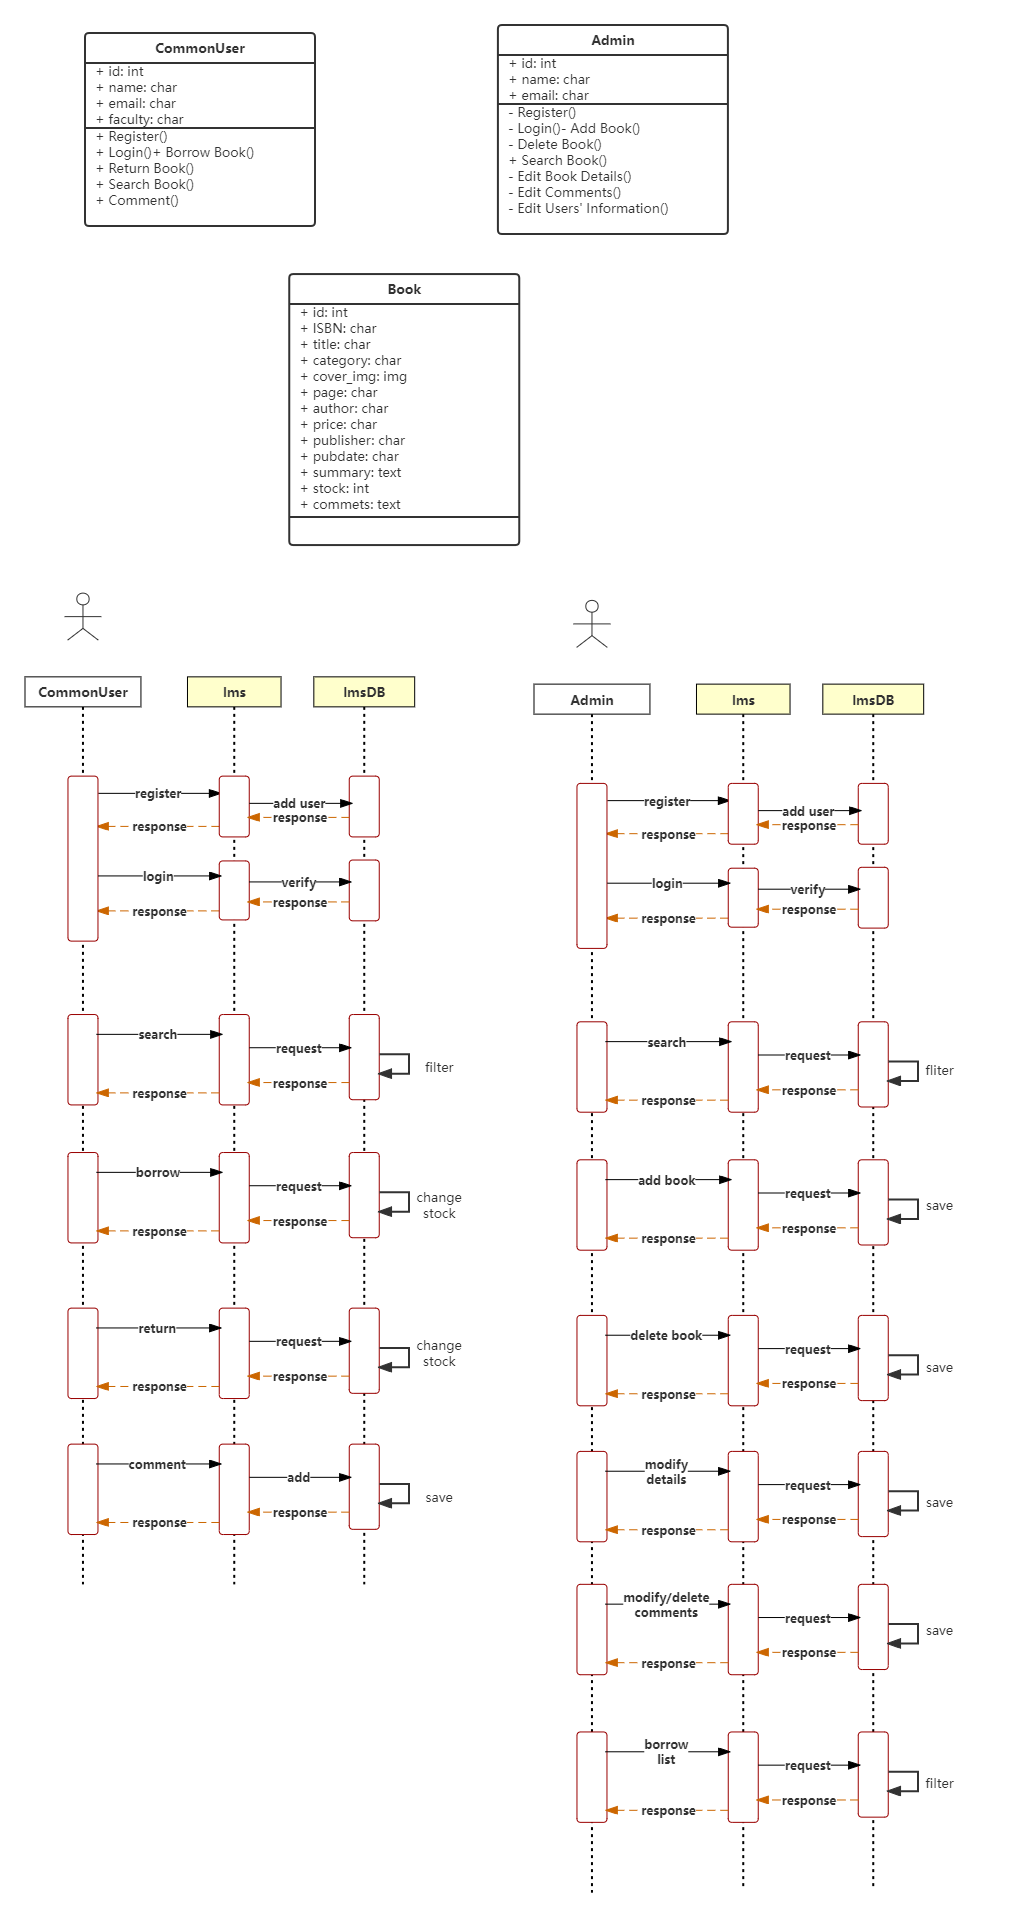 CommonUser
+ id: int
+ name: char
+ email: char
+ faculty: char
+ Register()
+ Login()+ Borrow Book()
+ Return Book()
+ Search Book()
+ Comment()
Admin
+ id: int
+ name: char
+ email: char
- Register()
- Login()- Add Book()
- Delete Book()
+ Search Book()
- Edit Book Details()
- Edit Comments()
- Edit Users' Information()
Book
+ id: int
+ ISBN: char
+ title: char
+ category: char
+ cover_img: img
+ page: char
+ author: char
+ price: char
+ publisher: char
+ pubdate: char
+ summary: text
+ stock: int
+ commets: text
CommonUser
lms
lmsDB
register
add user
response
response
login
verify
response
response
search
request
filter
response
response
borrow
request
change
stock
response
response
return
request
change
stock
response
response
comment
add
save
response
response
Admin
lms
lmsDB
register
add user
response
response
login
verify
response
response
search
request
fliter
response
response
add book
request
save
response
response
delete book
request
save
response
response
modify
details
request
save
response
response
modify/delete
comments
request
save
response
response
borrow
list
request
filter
response
response